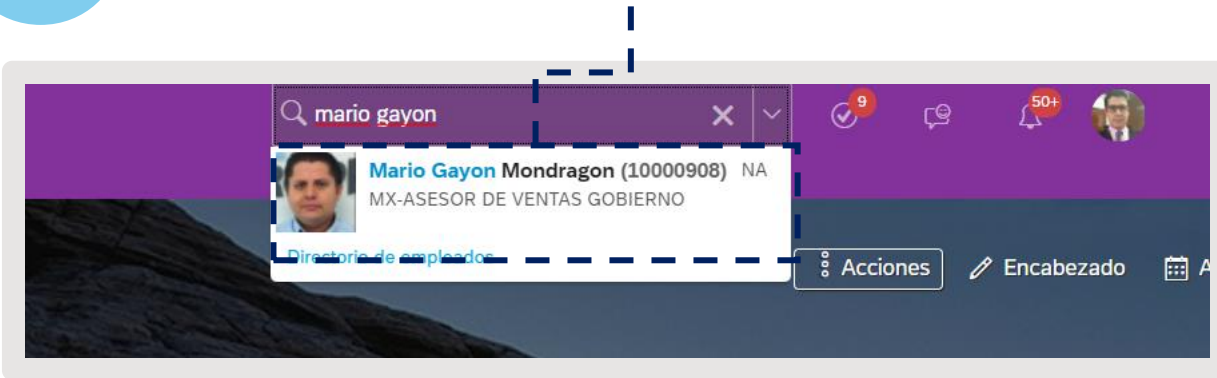 mario gayon
9
50+
Mario Gayon Mondragon (10000908) NA
MX-ASESOR DE VENTAS GOBIERNO
Directorio de empleados
Acciones
Encabezado
A